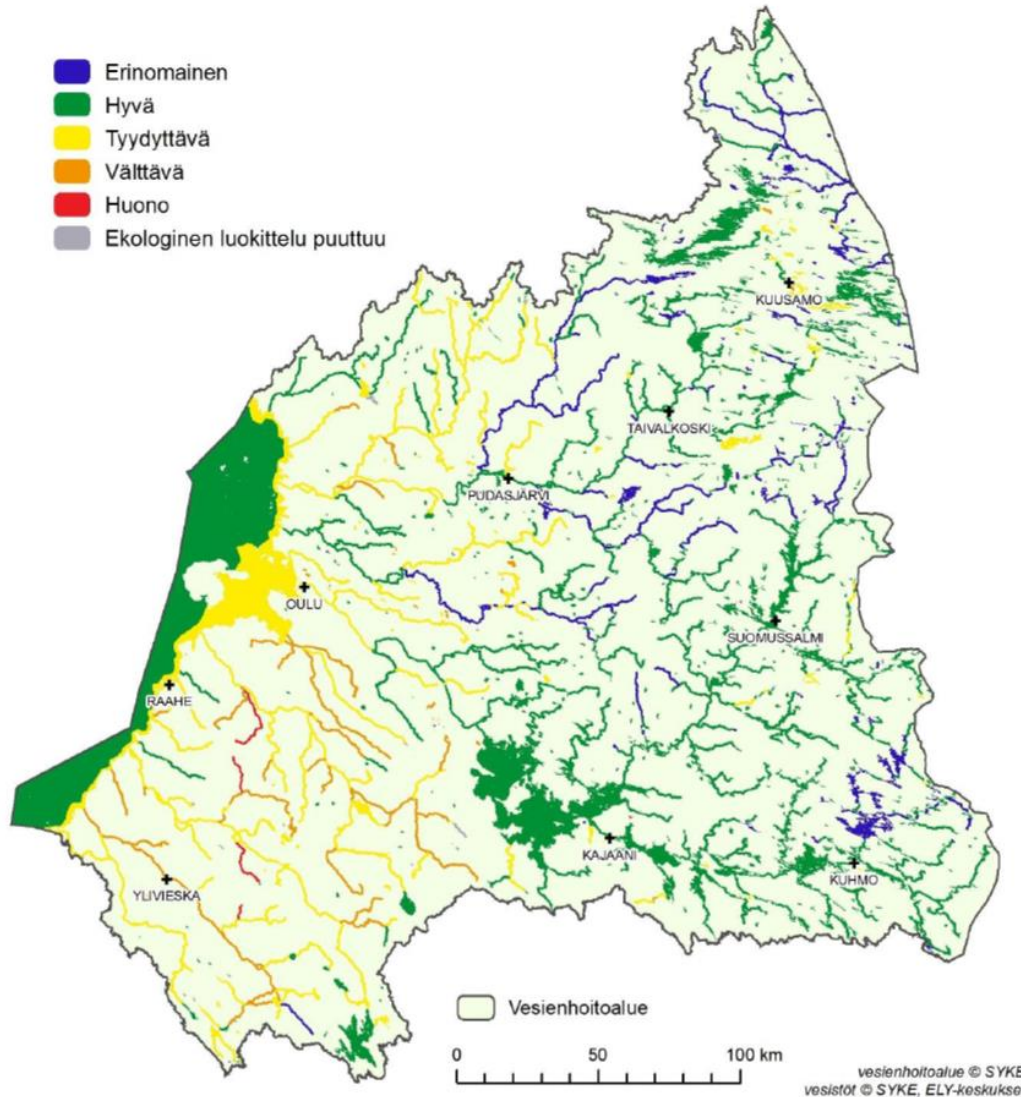 Erinomainen
Hyvä
Tyydyttävä
Välttävä
Huono
Ekologinen luokittelu puuttuu
KUUSAMO
TAIVALKOSKI
PUDASJÄRVI
OULU
SUOMUSSALMI
RAAHE
KAJAANI
KUHMO
YLIVIESKA
Vesienhoitoalue
0 50 100 km
vesienhoitoalue © SYKE
vesistöt © SYKE, ELY-keskukse